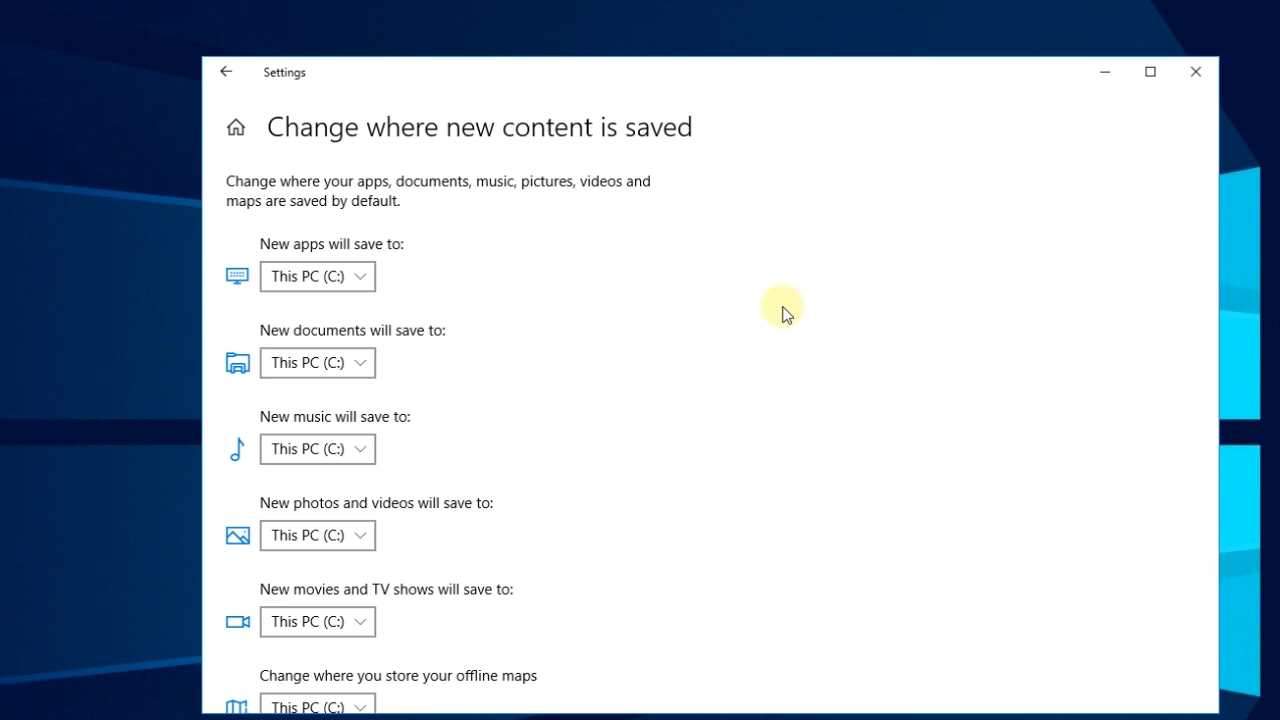 Settings
Change where new content is saved
Change where your apps, documents, music, pictures, videos and
maps are saved by default.
New apps will save to:
This PC (C:)
New documents will save to:
This PC (C:)
New music will save to:
This PC (C:)
New photos and videos will save to:
This PC (C:)
New movies and TV shows will save to:
This PC (C:)
Change where you store your offline maps
This PC (C:)